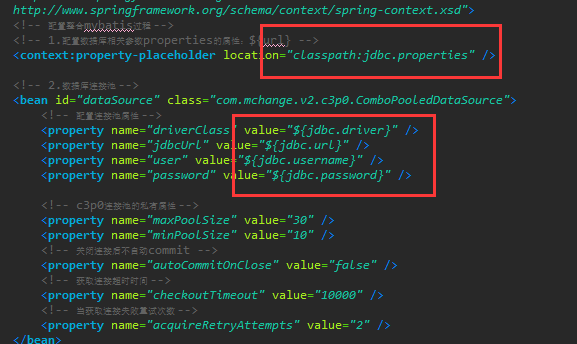 http://www.springframework.org/schema/context/spring-context.xsd">
<!-- 配置整合mybatis过程 -->
<!-- 1.配置数据库相关参数properties的属性：${url} -->
<context:property-placeholder location="classpath:jdbc.properties" />
<!-- 2.数据库连接池 -->
<bean id="dataSource" class="com.mchange.v2.c3p0.ComboPooledDataSource">
<!-- 配置连接池属性 -->
<property name="driverClass" value="${jdbc.driver}" />
<property name="jdbcUrl" value="${jdbc.url}" />
<property name="user" value="${jdbc.username}" />
<property name="password" value="${jdbc.password}" />
<!-- c3p0连接池的私有属性 -->
<property name="maxPoolSize" value="30" />
<property name="minPoolSize" value="10" />
<!-- 关闭连接后不自动commit -->
<property name="autoCommitOnClose" value="false" />
<!-- 获取连接超时时间 -->
<property name="checkoutTimeout" value="10000" />
<!-- 当获取连接失败重试次数 -->
<property name="acquireRetryAttempts" value="2" />
</bean>